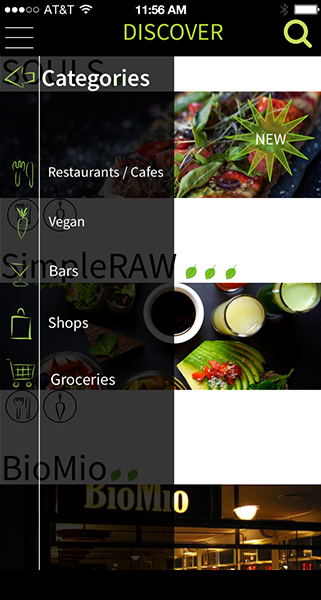 AT&T 11:56 AM
DISCOVER
SOULS
Categories
NEW
Restaurants / Cafes
Vegan
SimpleRAW
Bars
Shops
Groceries
BioMio
BIOMIO